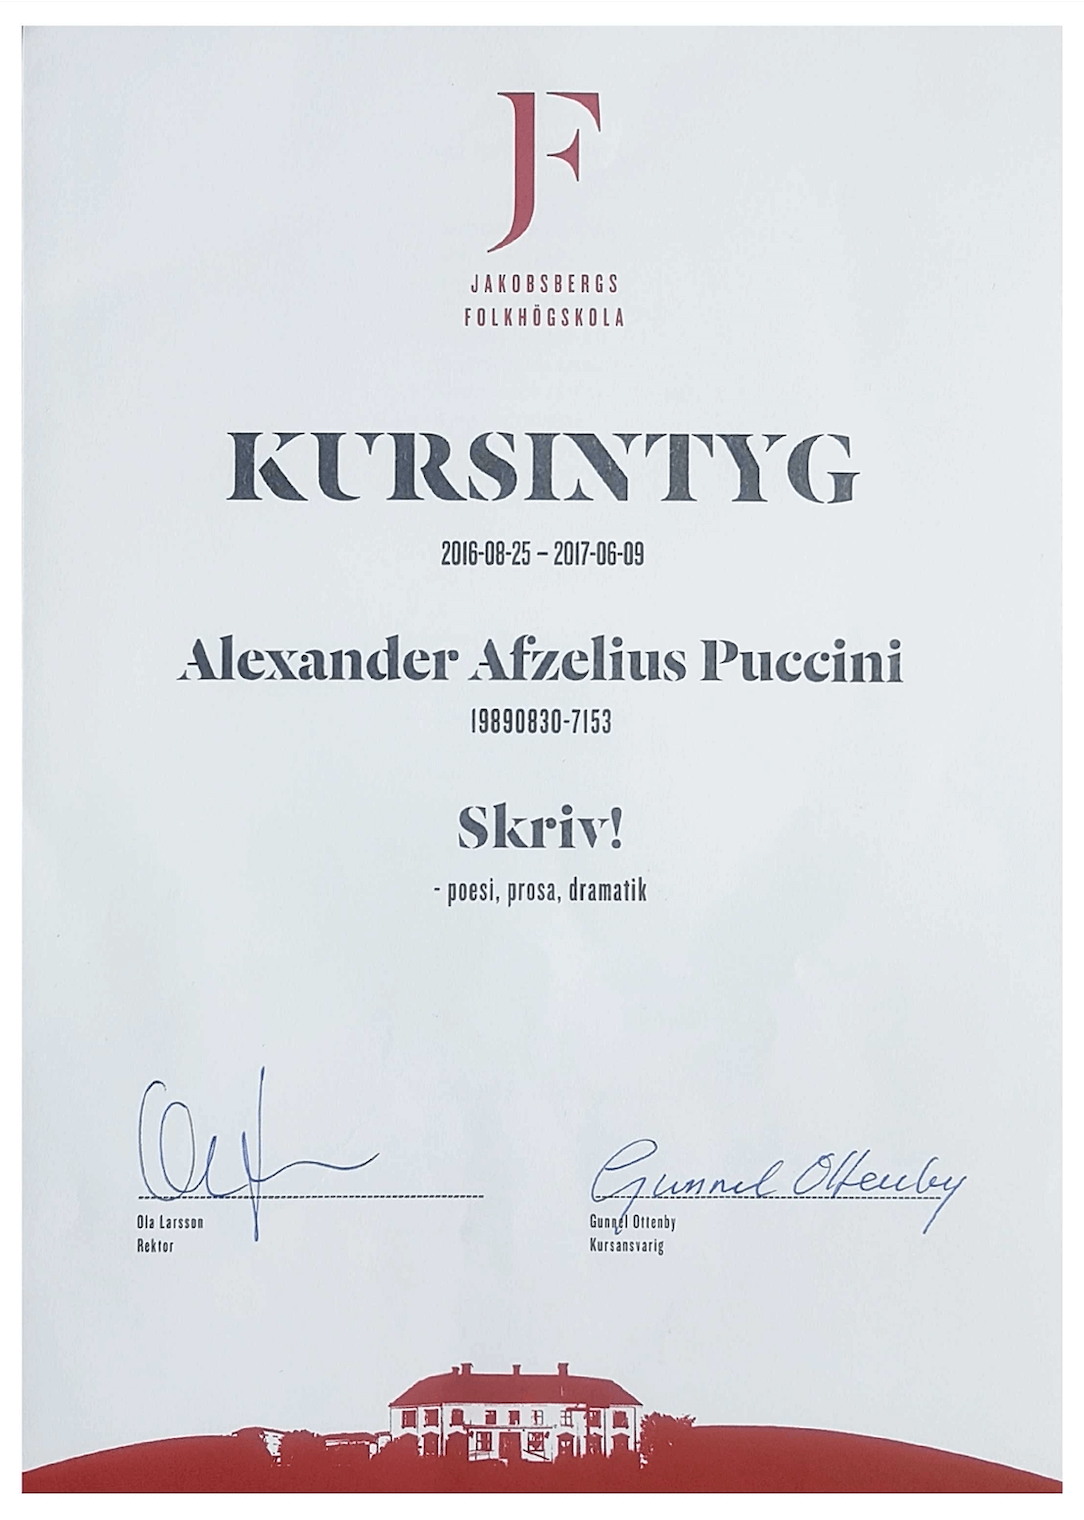 JF
JAKOBSBERGS
FOLKHÖGSKOLA
KURSINTYG
2016-08-25 – 2017-06-09
Alexander Afzelius Puccini
19890830-7153
Skriv!
- poesi, prosa, dramatik
Gunnel Ottenby
Ola Larsson
Rektor
Gunnel Ottenby
Kursansvarig